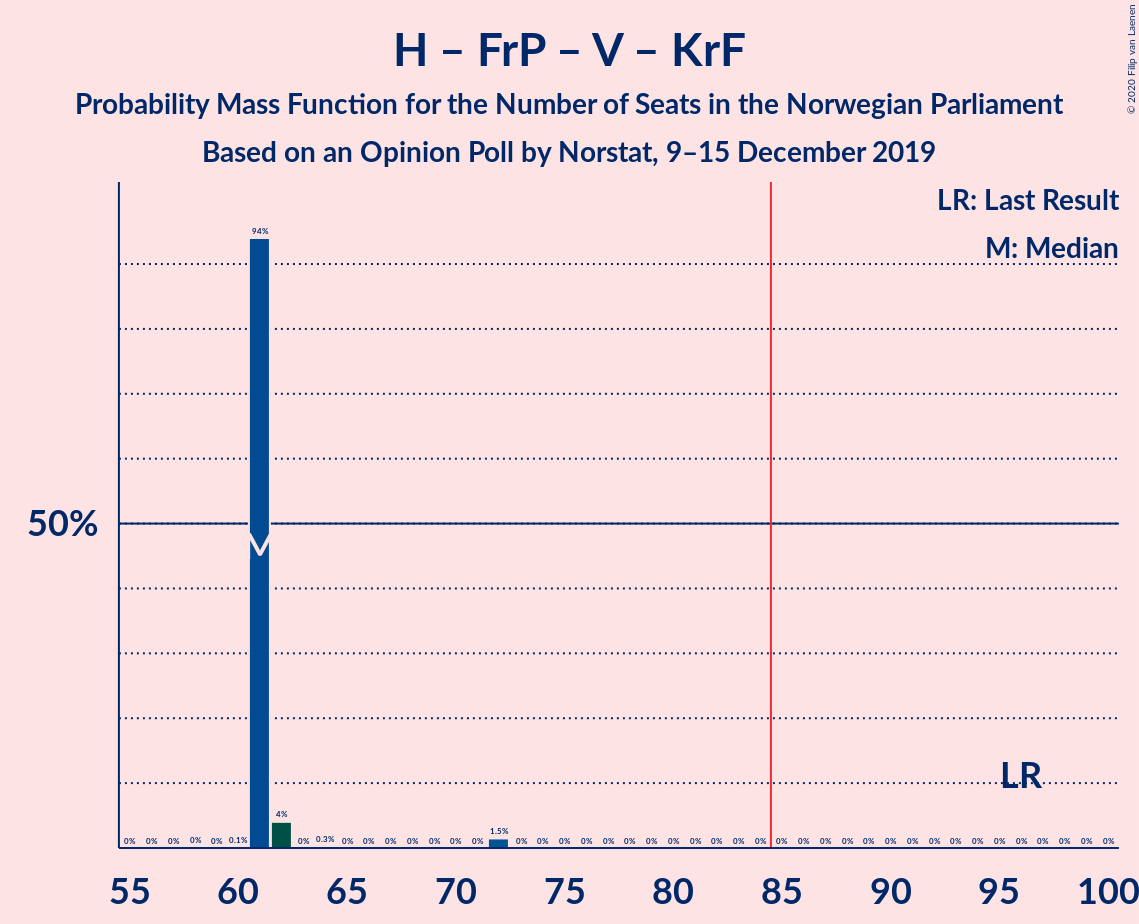 H – FrP – V – KrF
Probability Mass Function for the Number of Seats in the Norwegian Parliament
Based on an Opinion Poll by Norstat, 9–15 December 2019
© 2020 Filip van Laenen
LR: Last Result
M: Median
50%
LR
0% 0% 0% 0% 0% 0.1% 94% 4% 0% 0.3% 0% 0% 0% 0% 0% 0% 0% 1.5% 0% 0% 0% 0% 0% 0% 0% 0% 0% 0% 0% 0% 0% 0% 0% 0% 0% 0% 0% 0% 0% 0% 0% 0% 0% 0% 0% 0%
55 60 65 70 75 80 85 90 95 100